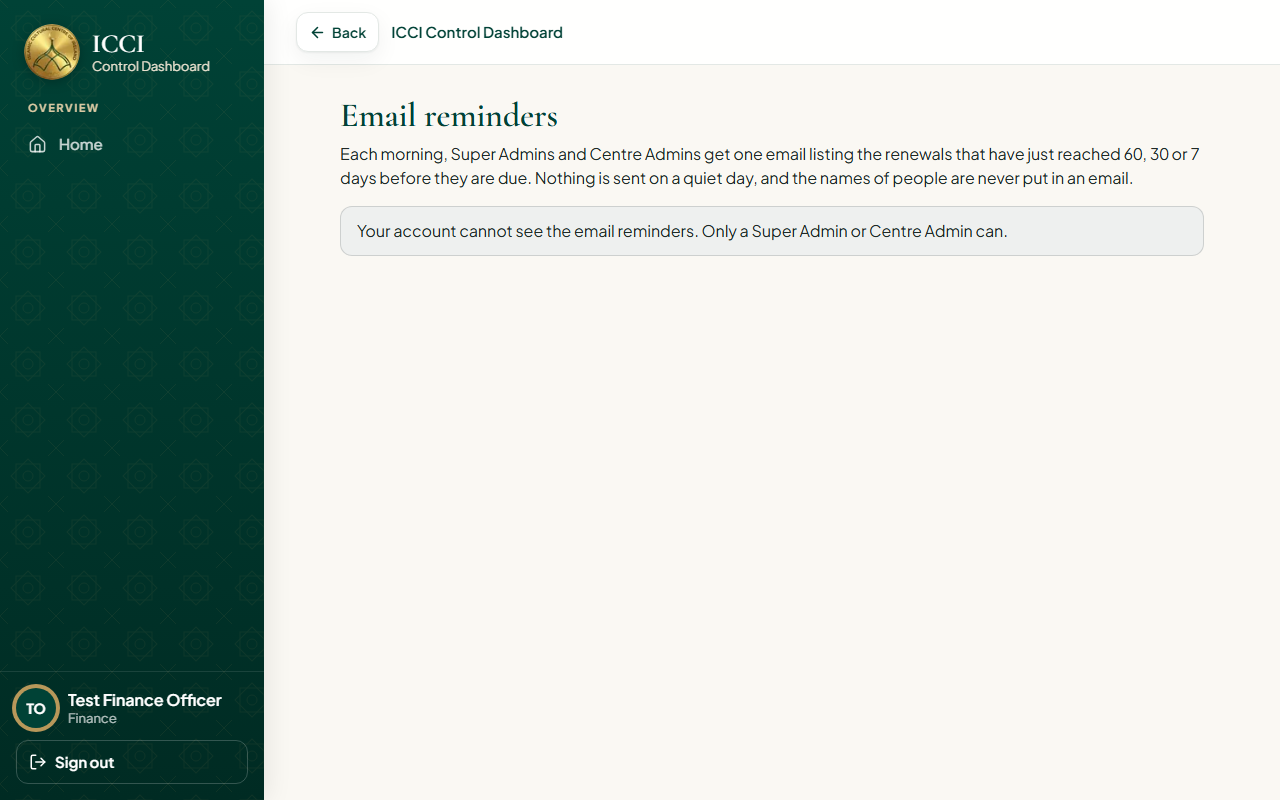 ICCI
Control Dashboard
OVERVIEW
Home
Back
ICCI Control Dashboard
Email reminders
Each morning, Super Admins and Centre Admins get one email listing the renewals that have just reached 60, 30 or 7
days before they are due. Nothing is sent on a quiet day, and the names of people are never put in an email.
Your account cannot see the email reminders. Only a Super Admin or Centre Admin can.
TO
Test Finance Officer
Finance
Sign out